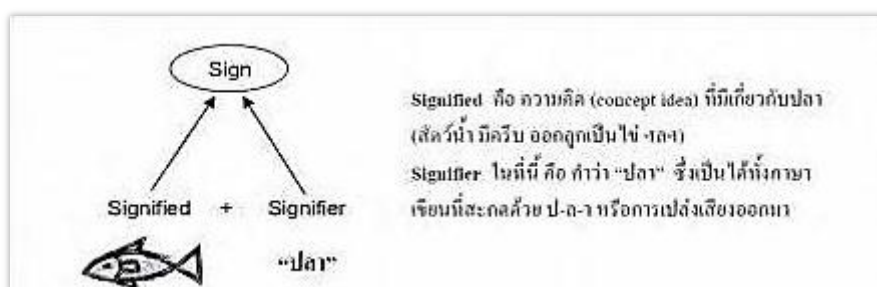 Sign
Signified + Signifier
"ปลา"
Signified คือ ความคิด (concept idea) ที่มีเกี่ยวกับปลา
(สัตว์น้ำ มีครีบ ออกลูกเป็นไข่ ฯลฯ)
Signifier ในที่นี้ คือ คำว่า "ปลา" ซึ่งเป็นได้ทั้งภาษา
เขียนที่สะกดด้วย ป-ล-า หรือการเปล่งเสียงออกมา